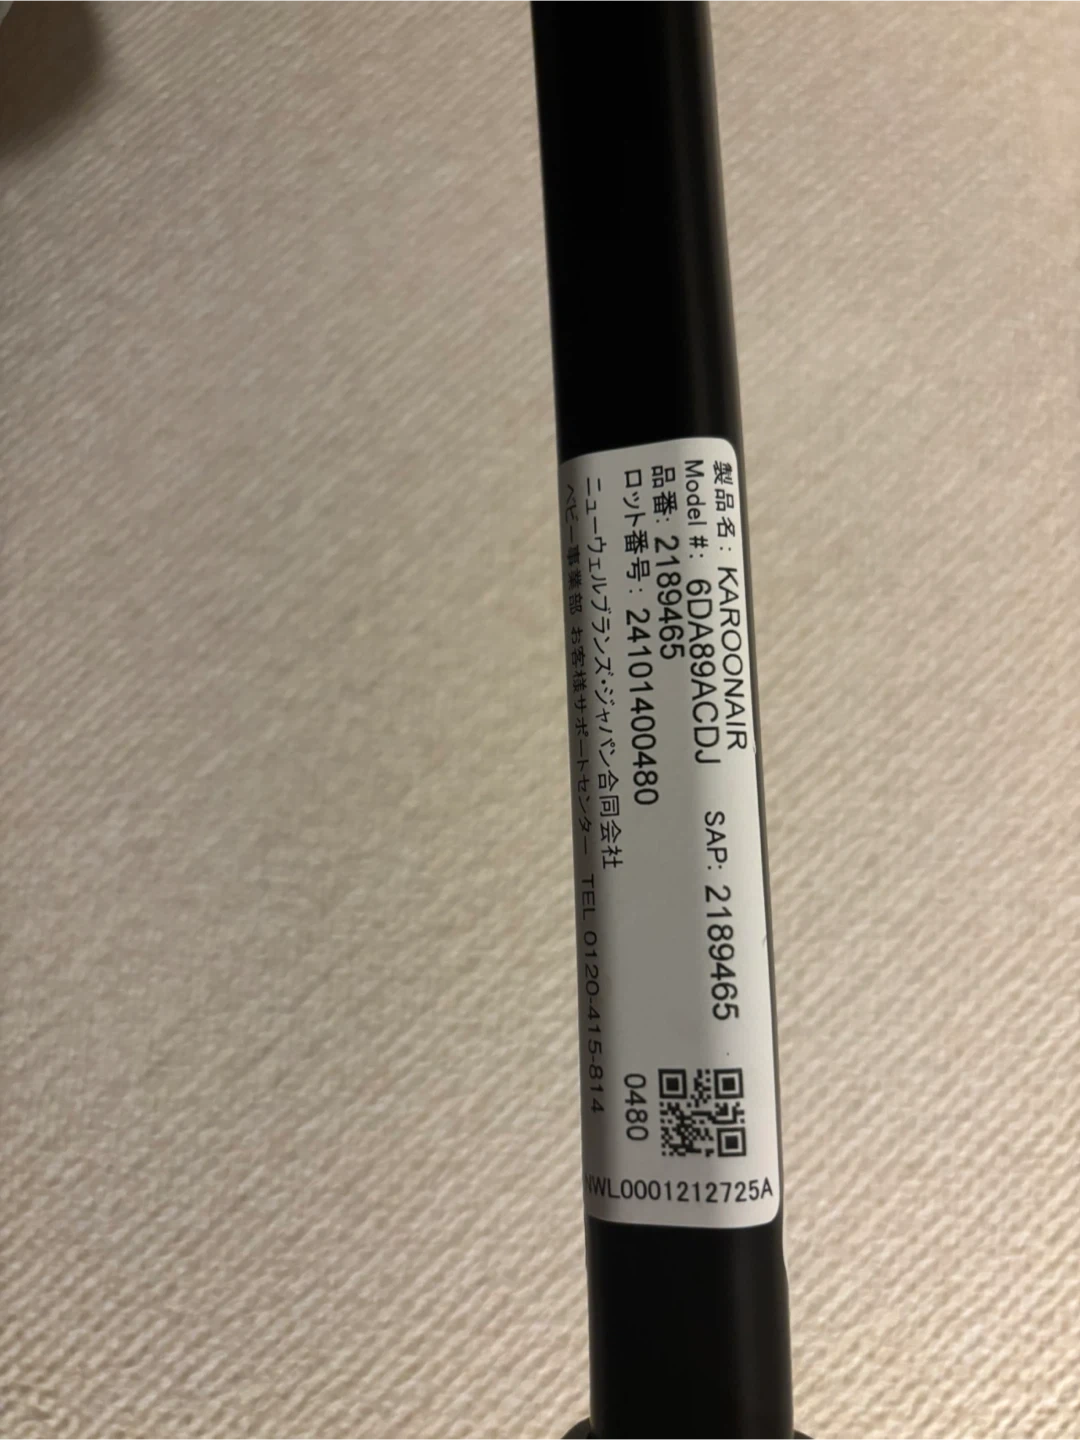 製品名: KAROONAIR
Model #: 6DA89ACDJ SAP: 2189465
品番: 2189465
ロット番号: 24101400480
0480
ニューウェルブランズ・ジャパン合同会社
ベビー事業部 お客様サポートセンター TEL 0120-415-814
NWL0001212725A